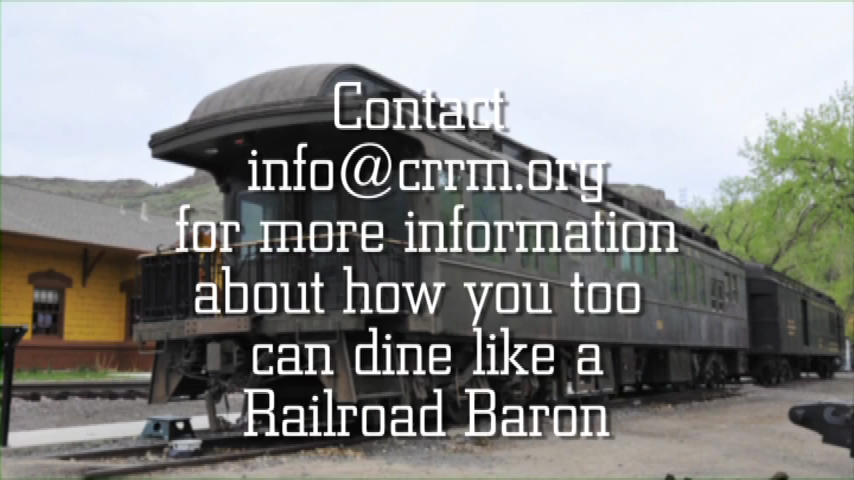 Contact
info@crrm.org
for more information
about how you too
can dine like a
Railroad Baron